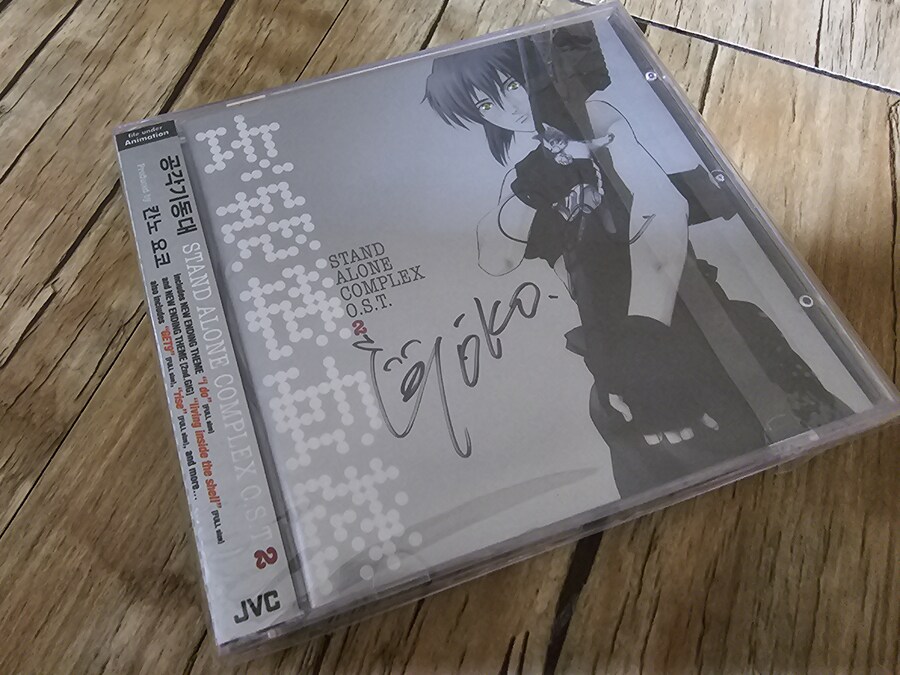 file under
Animation
공각기동대 STAND ALONE COMPLEX O.S.T. 2
Produced by 칸노 요코
includes NEW ENDING THEME "I do" (FULL size)
and NEW ENDING THEME (2nd GIG) "living inside the shell" (FULL size)
also includes "GET9" (FULL size), "rise" (FULL size), and more...
JVC
STAND
ALONE
COMPLEX
O.S.T.
2
Yoko.